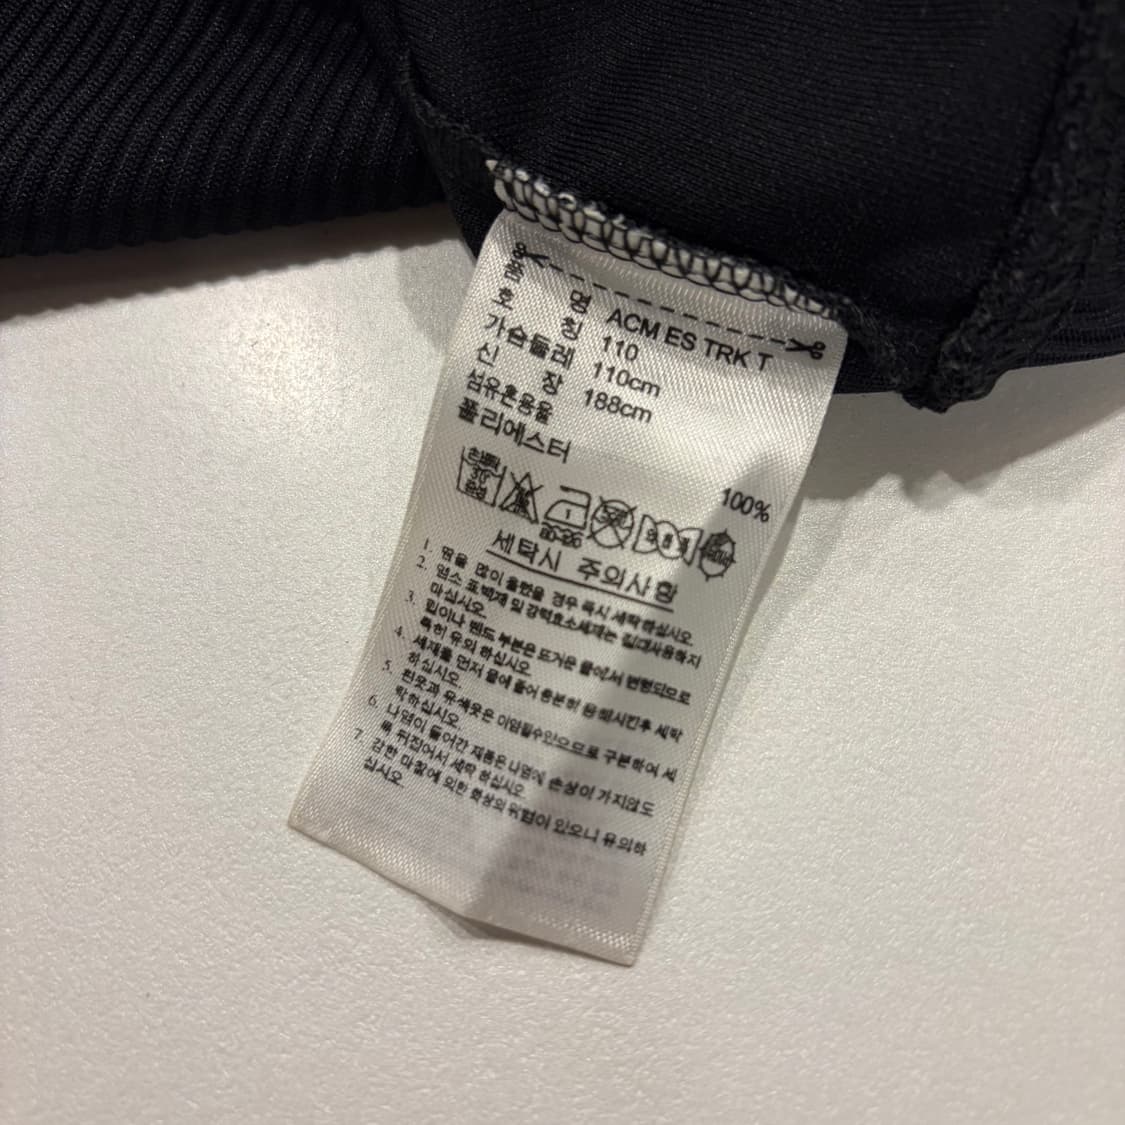 품 명 ACM ES TRK T
호 칭 110
가슴둘레 110cm
신 장 188cm
섬유혼용율
폴리에스터 100%
세탁시 주의사항
1. 땀을 많이 흘렸을 경우 즉시 세탁하십시오.
2. 염소 표백제 및 강력효소세제는 절대사용하지
마십시오.
3. 립이나 밴드 부분은 뜨거운 물에서 변형되므로
특히 유의 하십시오
4. 세제를 먼저 물에 풀어 충분히 용해시킨후 세탁
하십시오.
5. 흰옷과 유색옷은 이염될수있으므로 구분하여 세
탁하십시오.
6. 나염이 들어간 제품은 나염에 손상이 가지않도
록 뒤집어서 세탁 하십시오.
7. 강한 마찰에 의한 화상의 위험이 있으니 유의하
십시오.